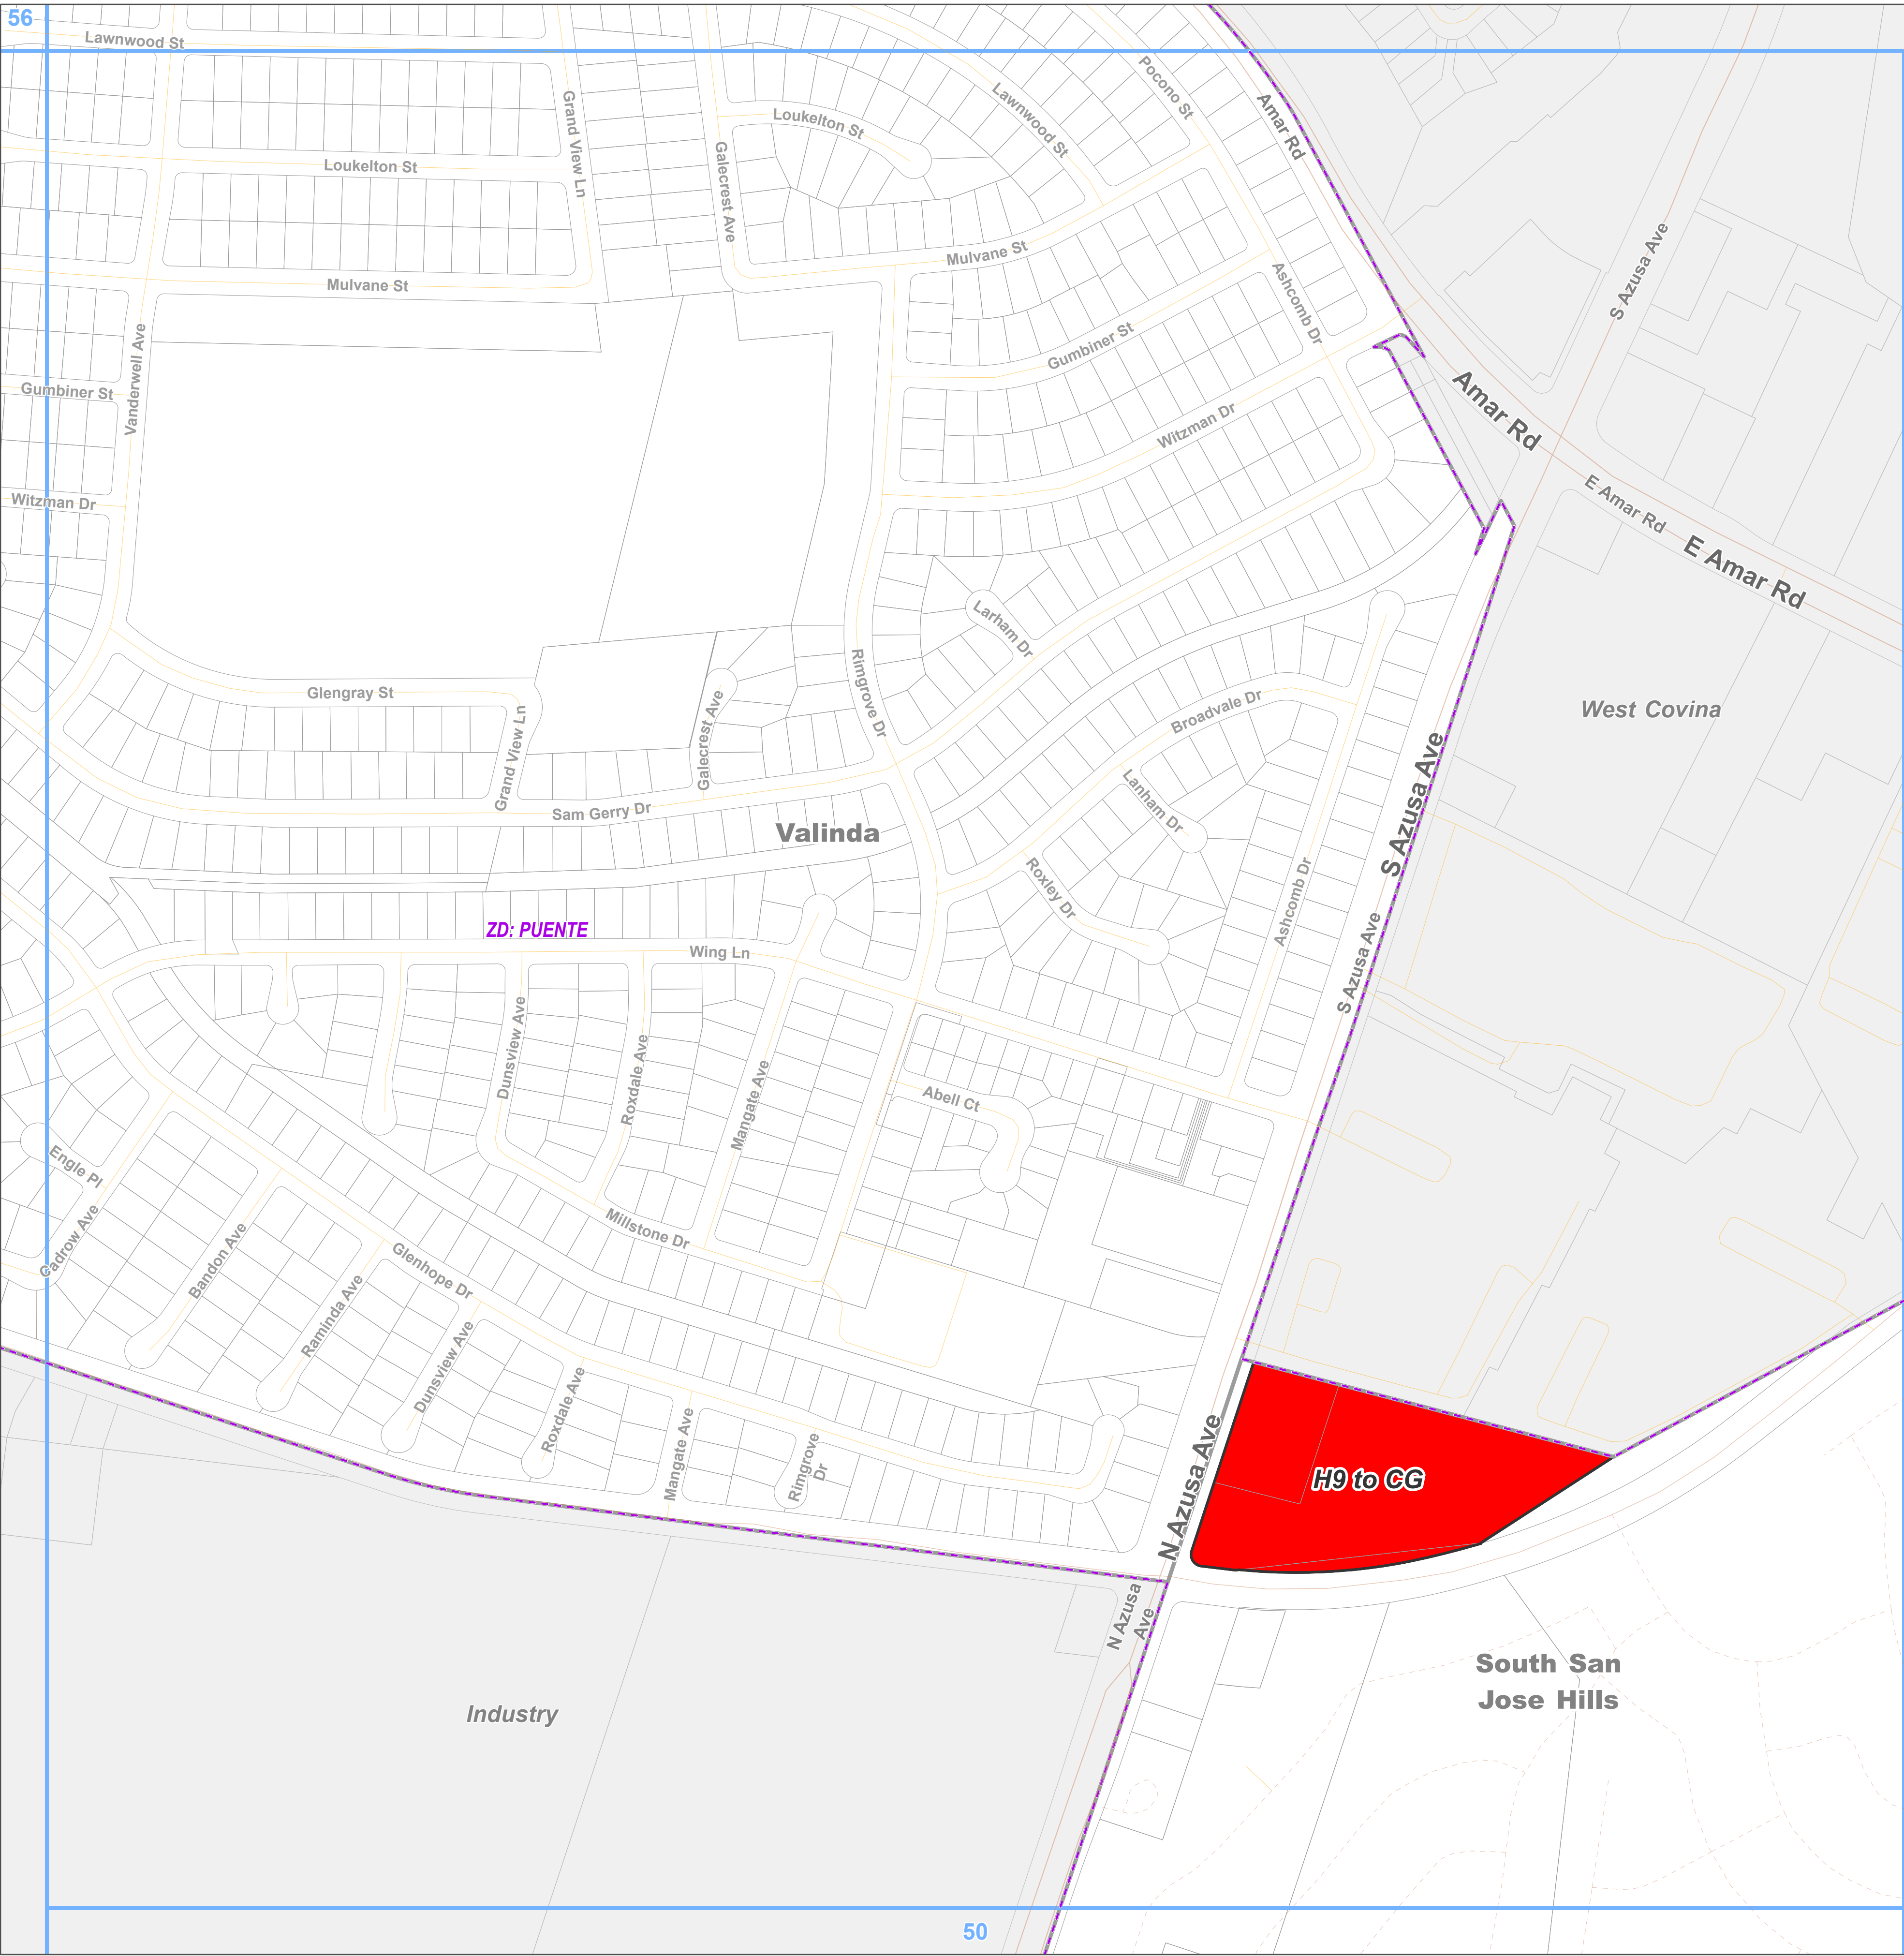 56
Lawnwood St
Grand View Ln
Loukelton St
Lawnwood St
Pocono St
Amar Rd
Loukelton St
Galecrest Ave
Mulvane St
S Azusa Ave
Mulvane St
Ashcomb Dr
Vanderwell Ave
Gumbiner St
Gumbiner St
Amar Rd
Witzman Dr
Witzman Dr
E Amar Rd
E Amar Rd
Larham Dr
Rimgrove Dr
Glengray St
Grand View Ln
Galecrest Ave
Broadvale Dr
West Covina
S Azusa Ave
Lanham Dr
Sam Gerry Dr
Valinda
Roxley Dr
Ashcomb Dr
S Azusa Ave
ZD: PUENTE
Wing Ln
Dunsview Ave
Roxdale Ave
Mangate Ave
Abell Ct
Engle Pl
Cadrow Ave
Bandon Ave
Raminda Ave
Glenhope Dr
Millstone Dr
Dunsview Ave
Roxdale Ave
Mangate Ave
Rimgrove
Dr
N Azusa Ave
H9 to CG
N Azusa
Ave
South San
Jose Hills
Industry
50